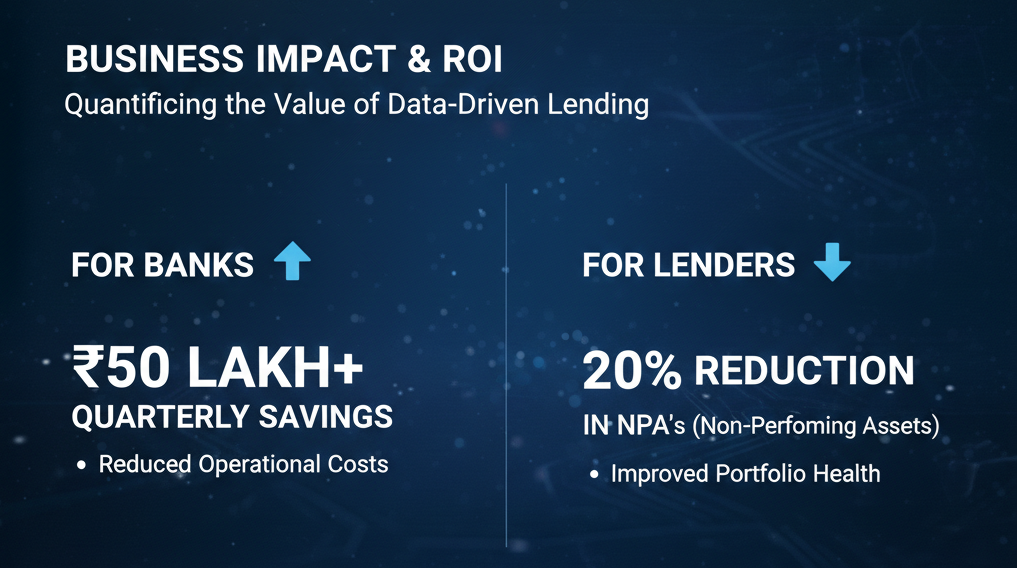 BUSINESS IMPACT & ROI
Quantificing the Value of Data-Driven Lending
FOR BANKS
₹50 LAKH+
QUARTERLY SAVINGS
• Reduced Operational Costs
FOR LENDERS
20% REDUCTION
IN NPA's (Non-Perfoming Assets)
• Improved Portfolio Health